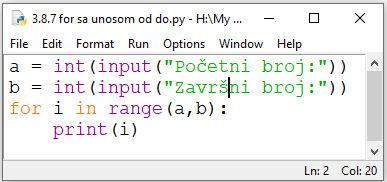 3.8.7 for sa unosom od do.py - H:\My ...
File Edit Format Run Options Window Help
a = int(input("Početni broj:"))
b = int(input("Završni broj:"))
for i in range(a,b):
    print(i)
Ln: 2 Col: 20